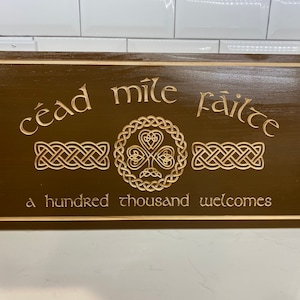 céad míle fáilte
a hundred thousand welcomes